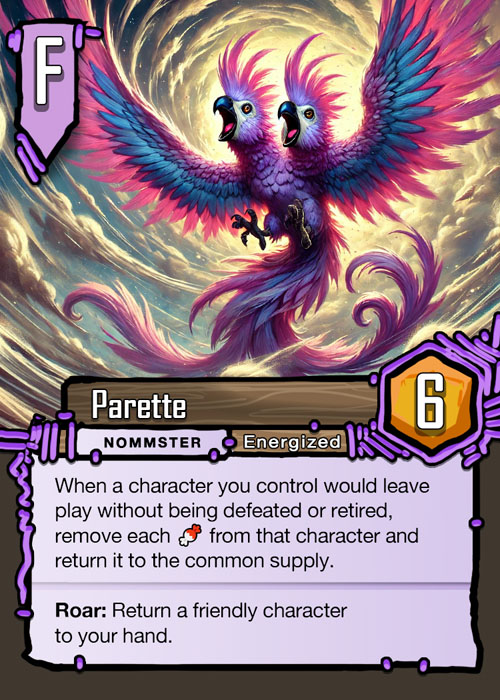 F
Parette
6
NOMMSTER
Energized
When a character you control would leave
play without being defeated or retired,
remove each from that character and
return it to the common supply.
Roar: Return a friendly character
to your hand.